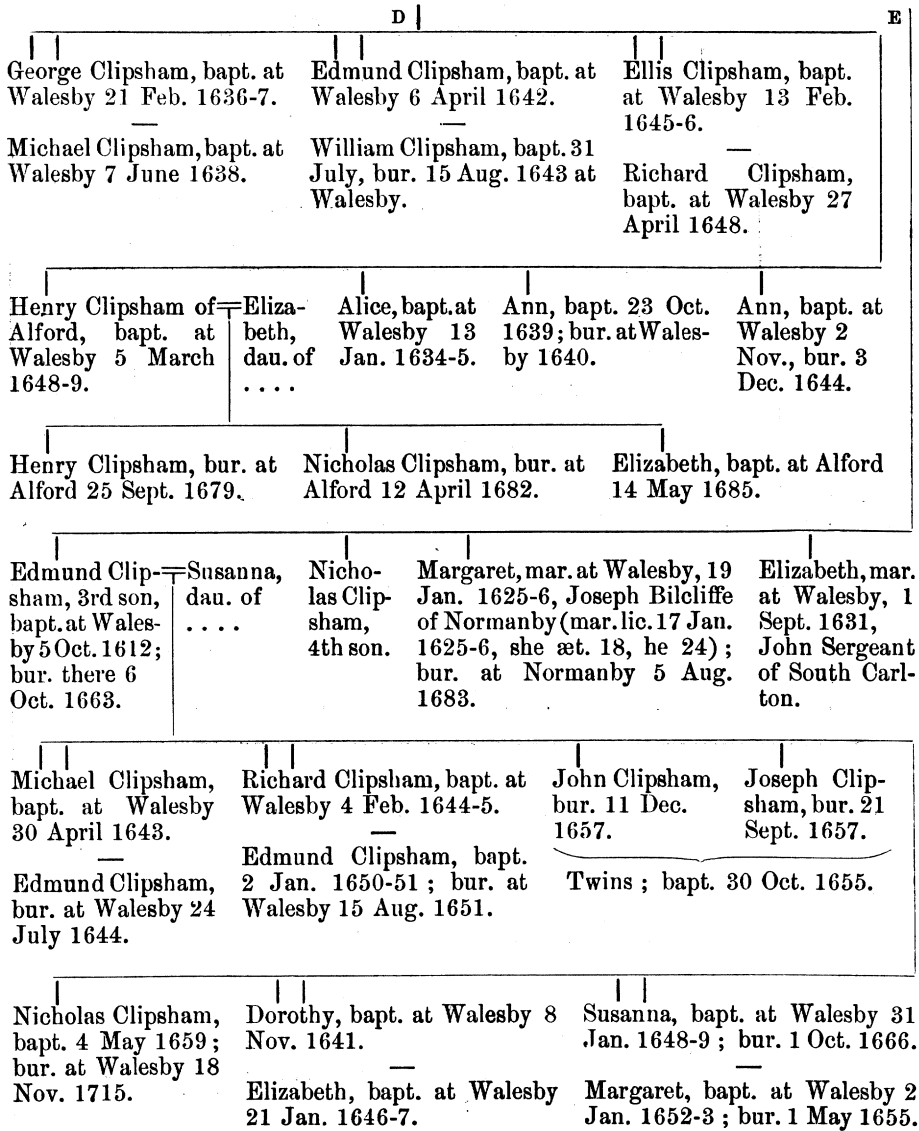 D E
George Clipsham, bapt. at
Walesby 21 Feb. 1636-7.
—
Michael Clipsham, bapt. at
Walesby 7 June 1638.
Edmund Clipsham, bapt. at
Walesby 6 April 1642.
—
William Clipsham, bapt. 31
July, bur. 15 Aug. 1643 at
Walesby.
Ellis Clipsham, bapt.
at Walesby 13 Feb.
1645-6.
—
Richard Clipsham,
bapt. at Walesby 27
April 1648.
Henry Clipsham of
Alford, bapt. at
Walesby 5 March
1648-9.
Eliza-
beth,
dau. of
. . . .
Alice, bapt. at
Walesby 13
Jan. 1634-5.
Ann, bapt. 23 Oct.
1639; bur. at Wales-
by 1640.
Ann, bapt. at
Walesby 2
Nov., bur. 3
Dec. 1644.
Henry Clipsham, bur. at
Alford 25 Sept. 1679.
Nicholas Clipsham, bur. at
Alford 12 April 1682.
Elizabeth, bapt. at Alford
14 May 1685.
Edmund Clip-
sham, 3rd son,
bapt. at Wales-
by 5 Oct. 1612;
bur. there 6
Oct. 1663.
Susanna,
dau. of
. . . .
Nicho-
las Clip-
sham,
4th son.
Margaret, mar. at Walesby, 19
Jan. 1625-6, Joseph Bilcliffe
of Normanby (mar. lic. 17 Jan.
1625-6, she æt. 18, he 24) ;
bur. at Normanby 5 Aug.
1683.
Elizabeth, mar.
at Walesby, 1
Sept. 1631,
John Sergeant
of South Carl-
ton.
Michael Clipsham,
bapt. at Walesby
30 April 1643.
—
Edmund Clipsham,
bur. at Walesby 24
July 1644.
Richard Clipsham, bapt. at
Walesby 4 Feb. 1644-5.
—
Edmund Clipsham, bapt.
2 Jan. 1650-51 ; bur. at
Walesby 15 Aug. 1651.
John Clipsham,
bur. 11 Dec.
1657.
Joseph Clip-
sham, bur. 21
Sept. 1657.
Twins ; bapt. 30 Oct. 1655.
Nicholas Clipsham,
bapt. 4 May 1659 ;
bur. at Walesby 18
Nov. 1715.
Dorothy, bapt. at Walesby 8
Nov. 1641.
—
Elizabeth, bapt. at Walesby
21 Jan. 1646-7.
Susanna, bapt. at Walesby 31
Jan. 1648-9 ; bur. 1 Oct. 1666.
—
Margaret, bapt. at Walesby 2
Jan. 1652-3 ; bur. 1 May 1655.